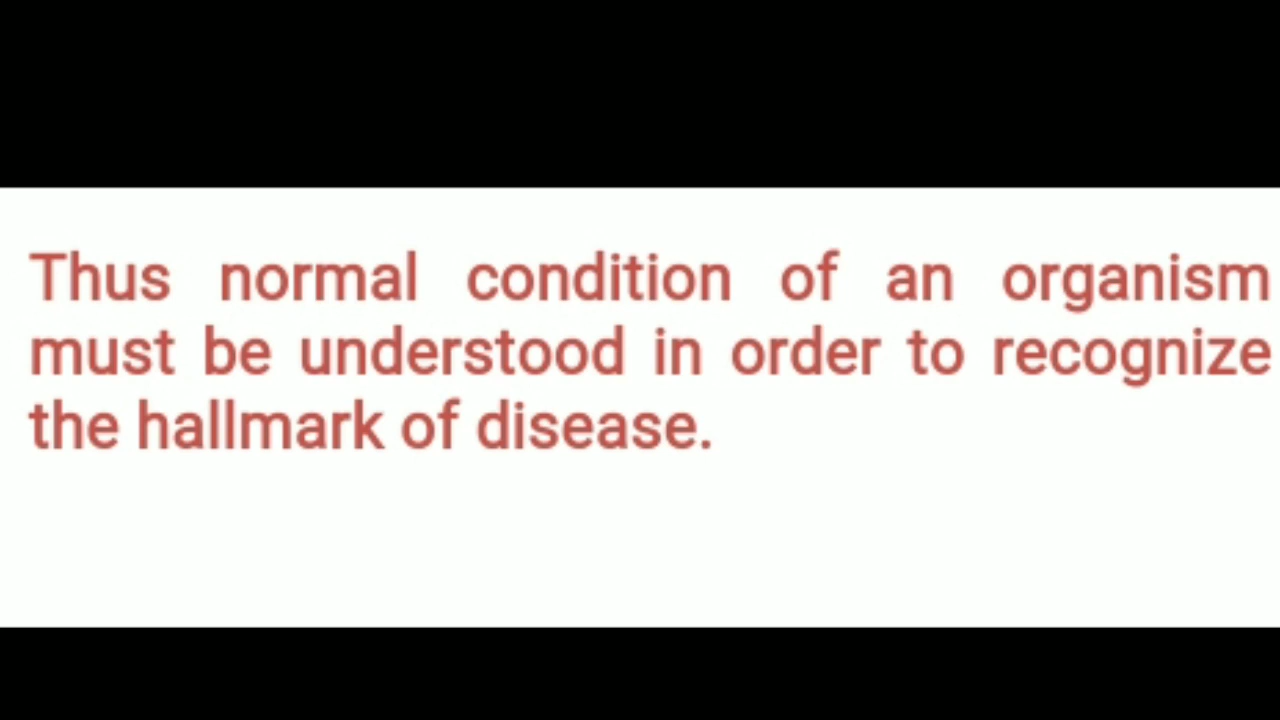 Thus normal condition of an organism
must be understood in order to recognize
the hallmark of disease.